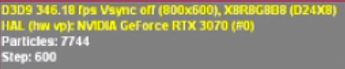 D3D9 346.18 fps Vsync off (800x600), X8R8G8B8 (D24X8)
HAL (hw vp): NVIDIA GeForce RTX 3070 (#0)
Particles: 7744
Step: 600